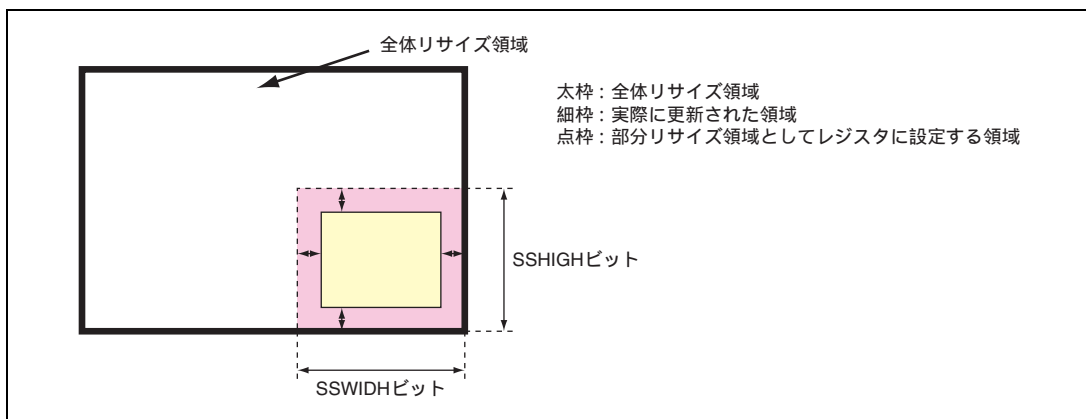 全体リサイズ領域
太枠：全体リサイズ領域
細枠：実際に更新された領域
点枠：部分リサイズ領域としてレジスタに設定する領域
SSHIGHビット
SSWIDHビット